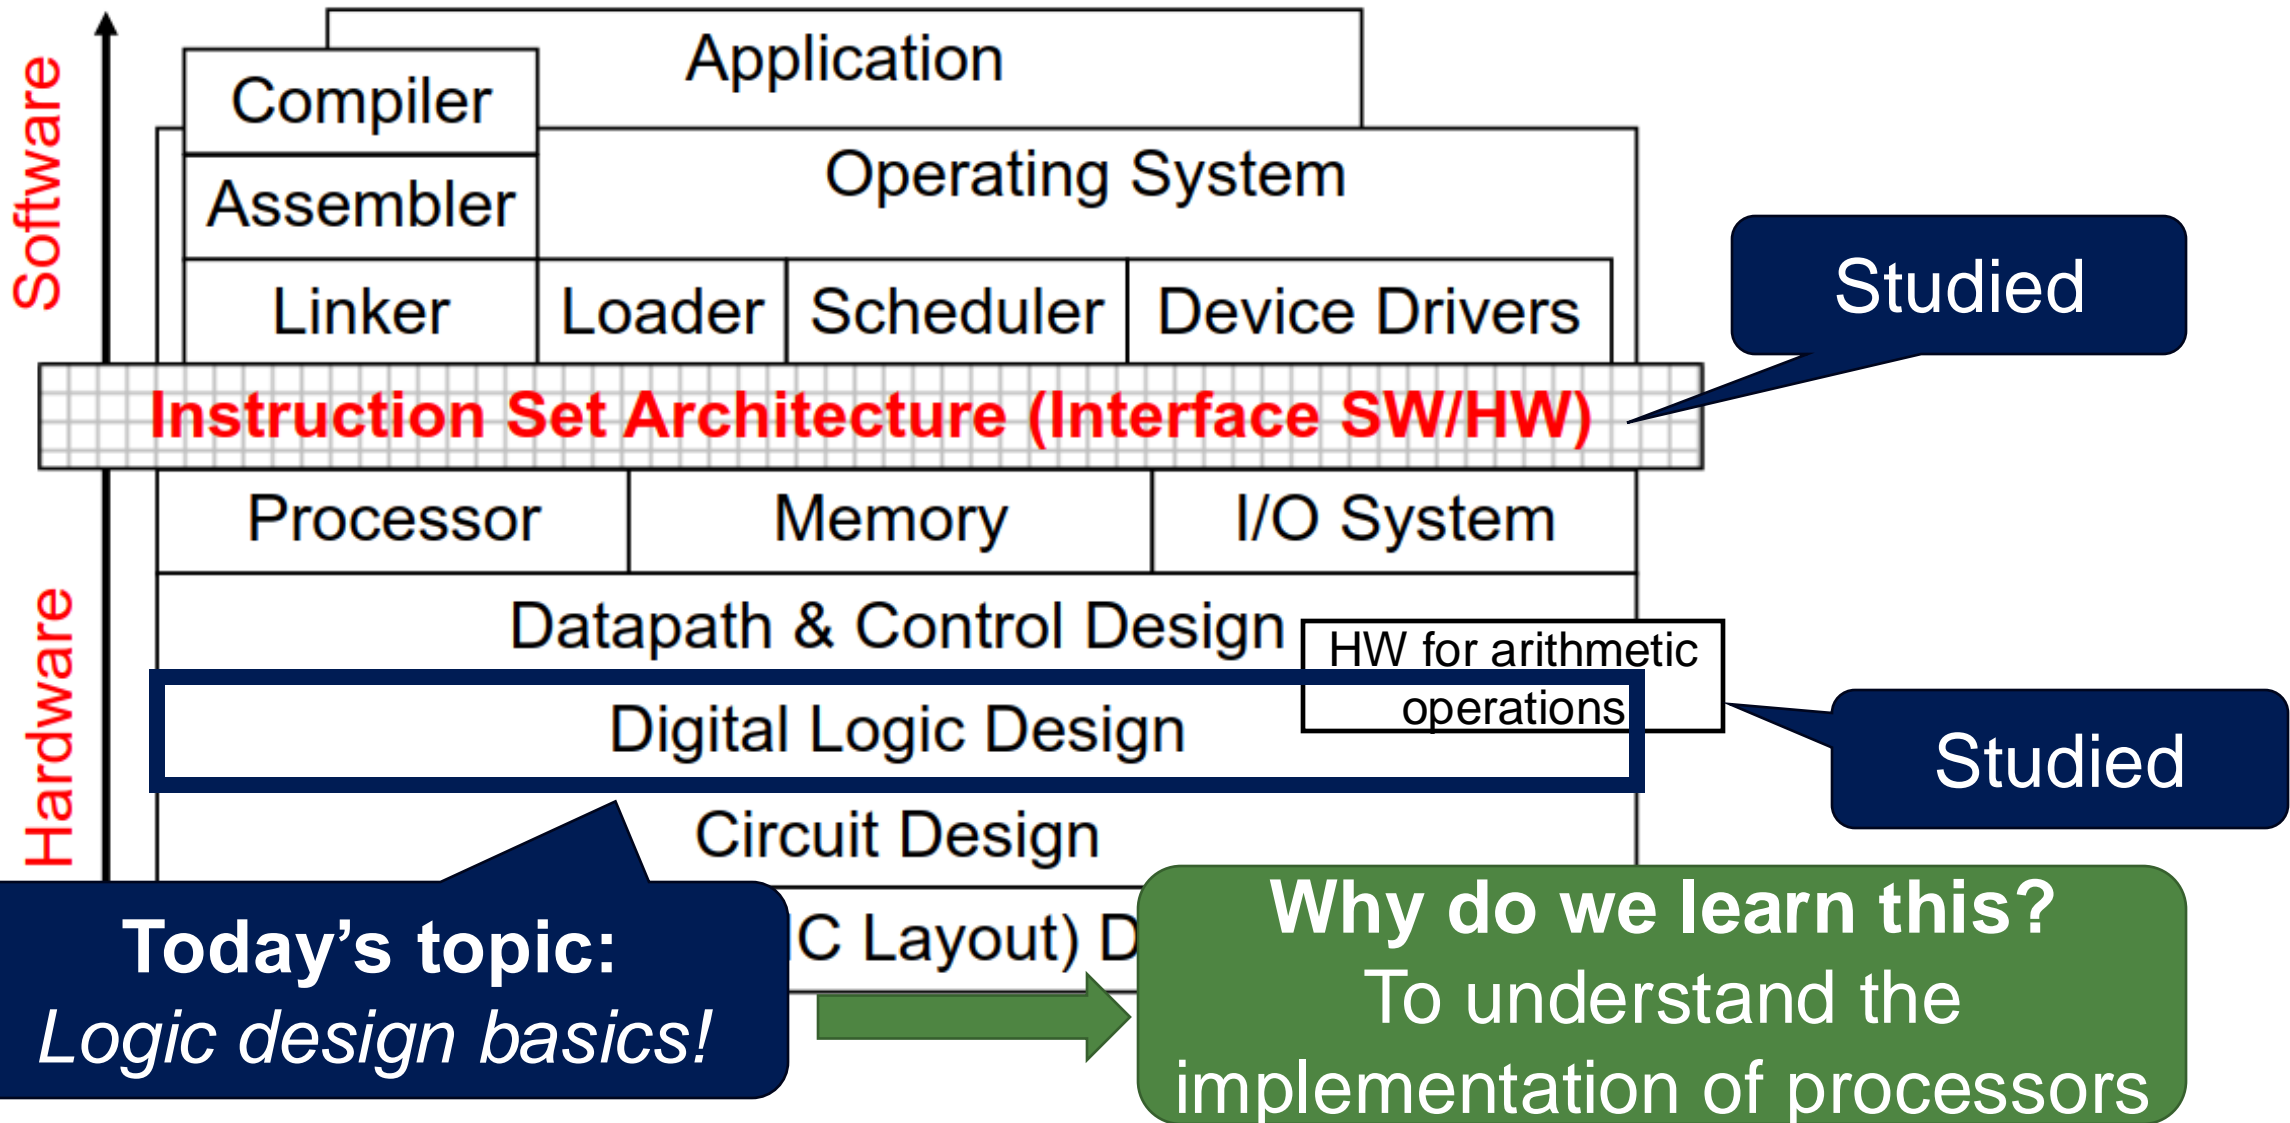 Software
Application
Compiler
Operating System
Assembler
Linker
Loader
Scheduler
Device Drivers
Studied
Instruction Set Architecture (Interface SW/HW)
Processor
Memory
I/O System
Hardware
Datapath & Control Design
HW for arithmetic
operations
Digital Logic Design
Studied
Circuit Design
IC Layout) D
Today’s topic:
Logic design basics!
Why do we learn this?
To understand the
implementation of processors